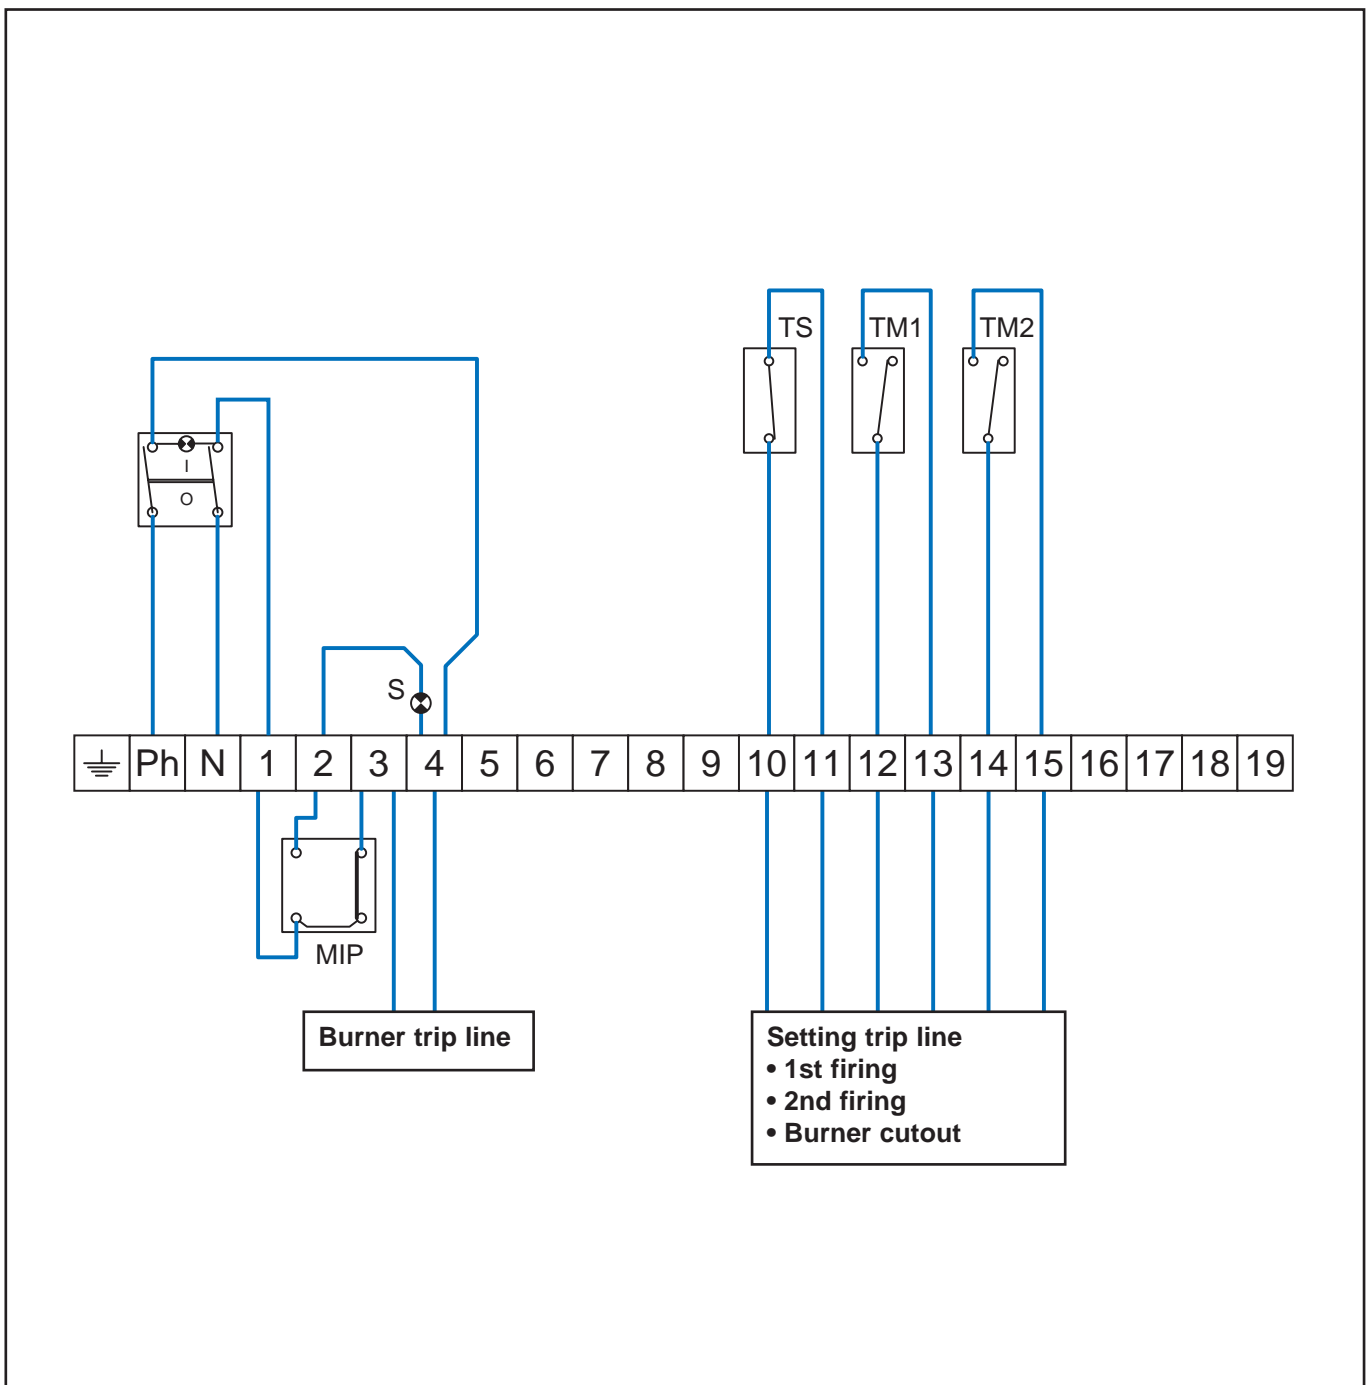 TS TM1 TM2
I
O
S
Ph N 1 2 3 4 5 6 7 8 9 10 11 12 13 14 15 16 17 18 19
MIP
Burner trip line
Setting trip line
• 1st firing
• 2nd firing
• Burner cutout